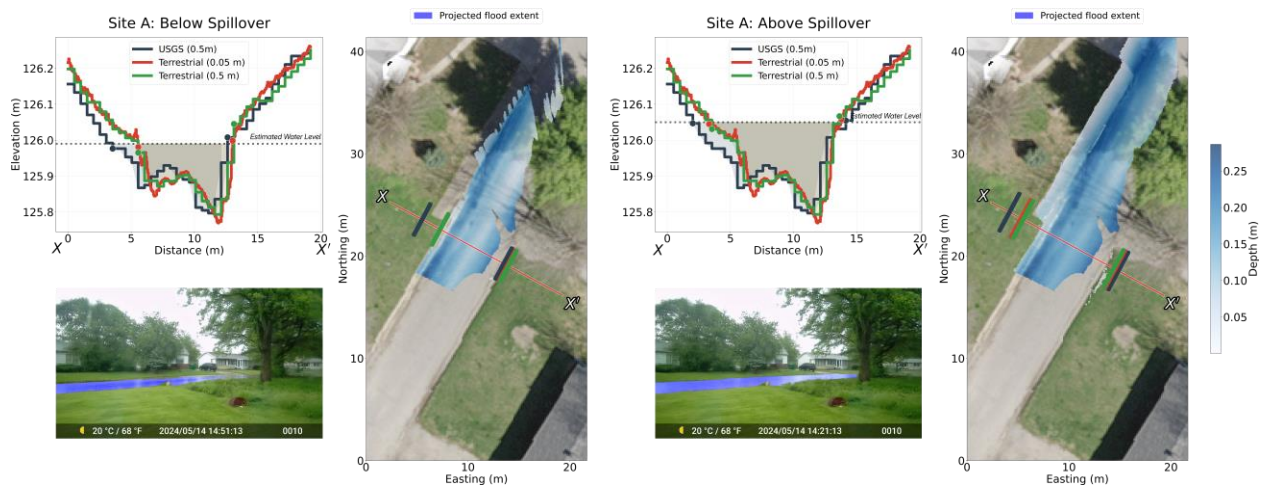 Site A: Below Spillover
USGS (0.5m)
Terrestrial (0.05 m)
Terrestrial (0.5 m)
Estimated Water Level
Elevation (m)
126.2
126.1
126.0
125.9
125.8
0 5 10 15 20
X Distance (m) X'
20 °C / 68 °F 2024/05/14 14:51:13 0010
Projected flood extent
Northing (m)
40
30
20
10
0
X
X'
0 10 20
Easting (m)
Site A: Above Spillover
USGS (0.5m)
Terrestrial (0.05 m)
Terrestrial (0.5 m)
Estimated Water Level
Elevation (m)
126.2
126.1
126.0
125.9
125.8
0 5 10 15 20
X Distance (m) X'
20 °C / 68 °F 2024/05/14 14:21:13 0010
Projected flood extent
Northing (m)
40
30
20
10
0
X
X'
0 10 20
Easting (m)
0.25
0.20
0.15
0.10
0.05
Depth (m)